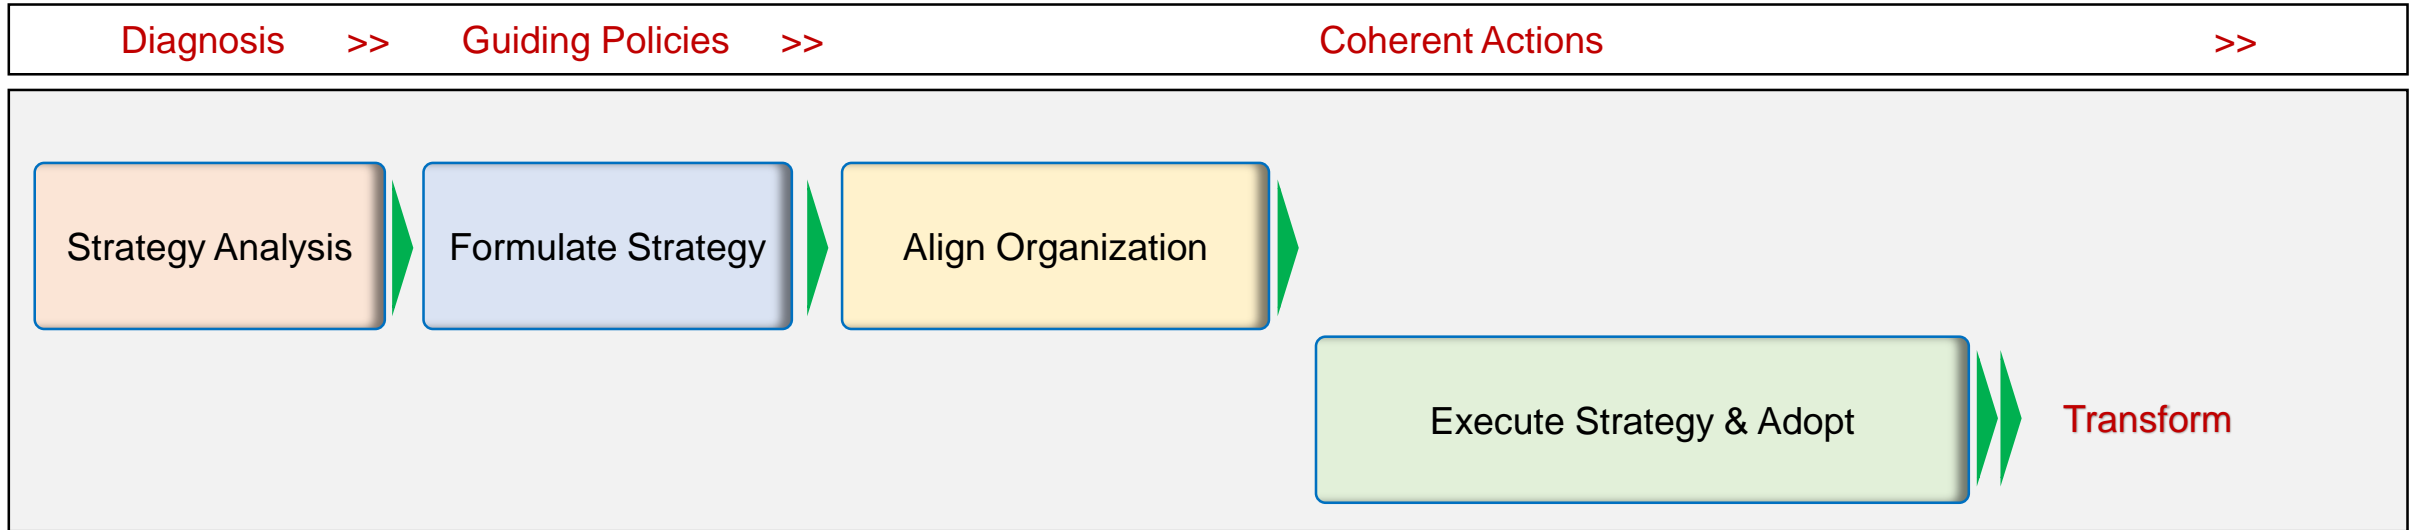 Diagnosis >> Guiding Policies >> Coherent Actions >>
Strategy Analysis
Formulate Strategy
Align Organization
Execute Strategy & Adopt
Transform